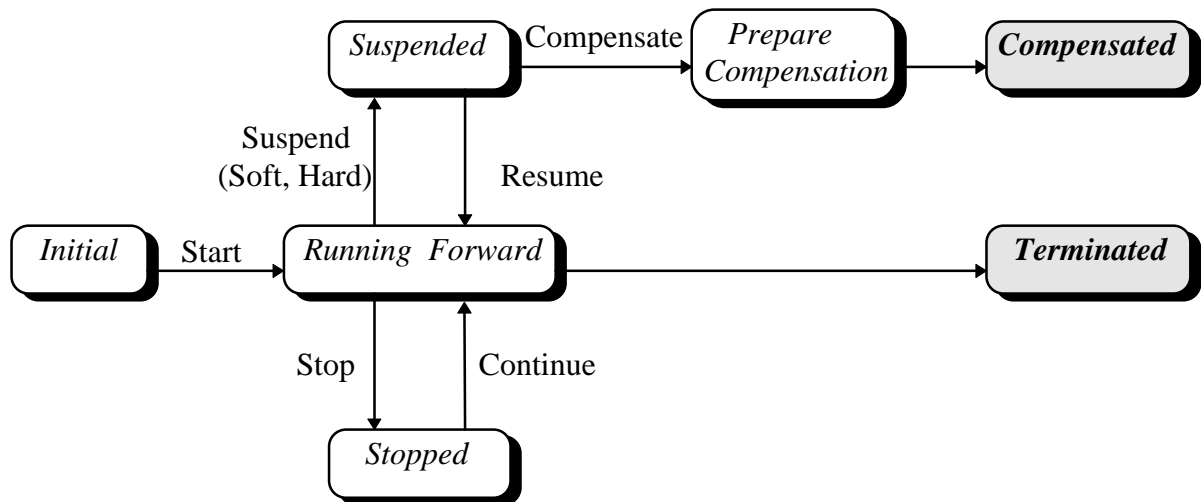 Suspended
Compensate
Prepare
Compensation
Compensated
Suspend
(Soft, Hard)
Resume
Initial
Start
Running Forward
Terminated
Stop
Continue
Stopped